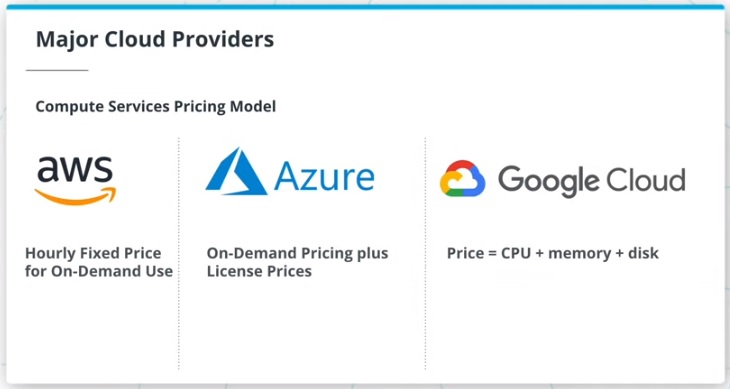 Major Cloud Providers
Compute Services Pricing Model
aws
Azure
Google Cloud
Hourly Fixed Price
for On-Demand Use
On-Demand Pricing plus
License Prices
Price = CPU + memory + disk